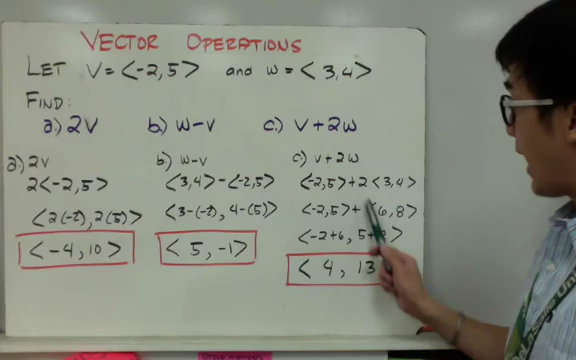 VECTOR OPERATIONS
LET V = <-2, 5> and w = < 3, 4>
FIND:
a.) 2V b.) w-v c.) v + 2w
a.) 2v
2<-2, 5>
<2(-2), 2(5)>
< -4, 10 >
b.) w-v
<3,4> - <-2,5>
<3-(-2), 4-(5)>
< 5, -1>
c.) v + 2w
<-2,5> + 2 <3,4>
<-2,5> + 6, 8>
<-2+6, 5+8>
< 4, 13